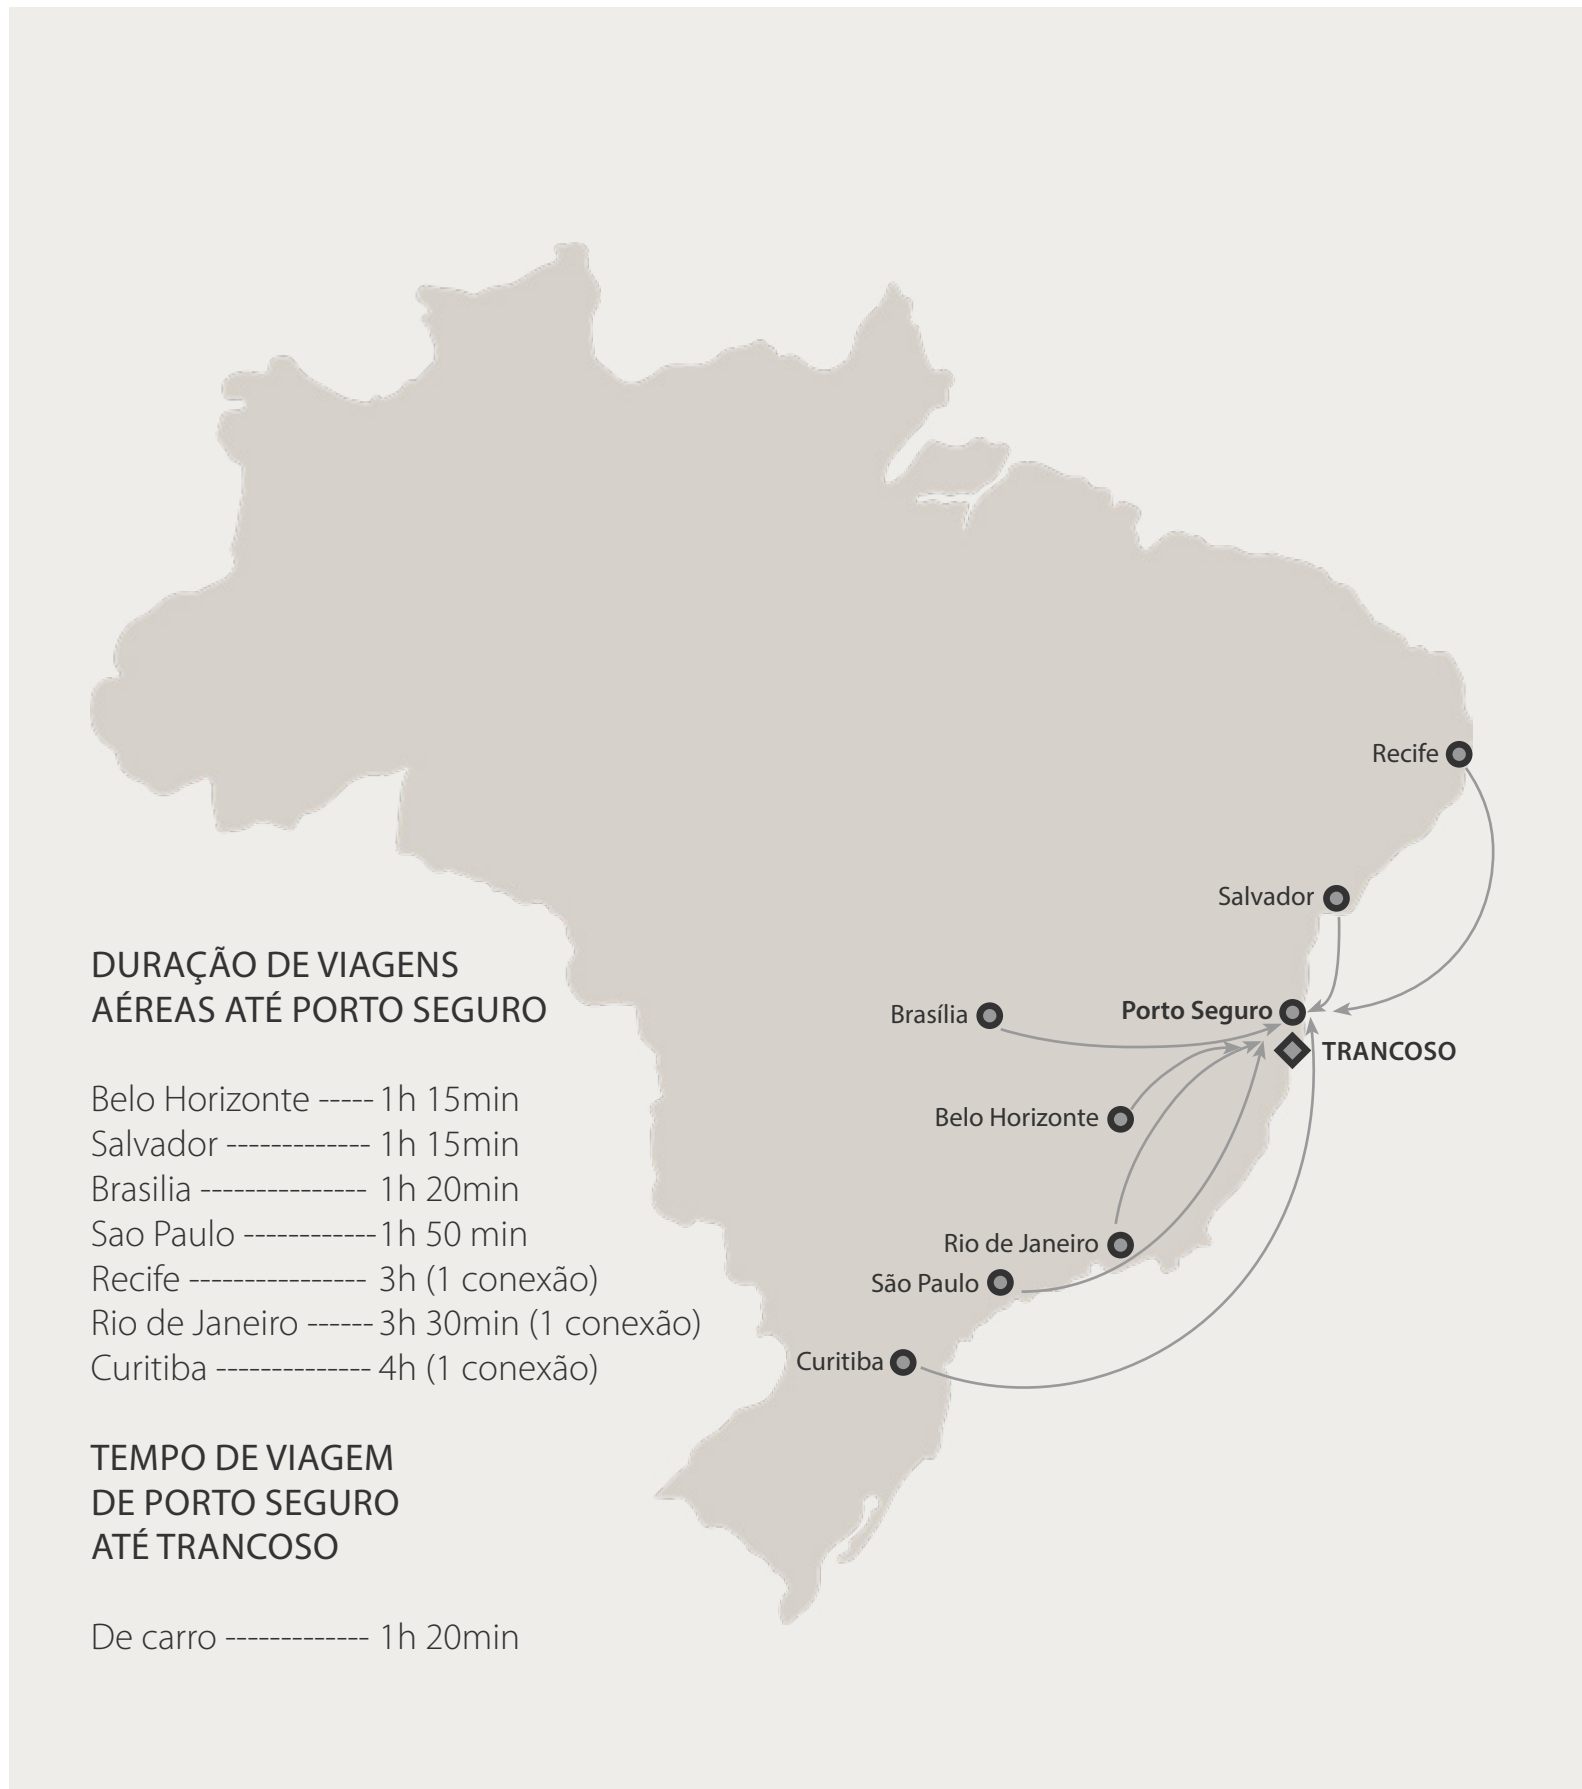 Recife
Salvador
Brasília
Porto Seguro
TRANCOSO
Belo Horizonte
Rio de Janeiro
São Paulo
Curitiba
DURAÇÃO DE VIAGENS
AÉREAS ATÉ PORTO SEGURO
Belo Horizonte ----- 1h 15min
Salvador ------------- 1h 15min
Brasilia --------------- 1h 20min
Sao Paulo ------------1h 50 min
Recife ---------------- 3h (1 conexão)
Rio de Janeiro ------ 3h 30min (1 conexão)
Curitiba -------------- 4h (1 conexão)
TEMPO DE VIAGEM
DE PORTO SEGURO
ATÉ TRANCOSO
De carro ------------- 1h 20min